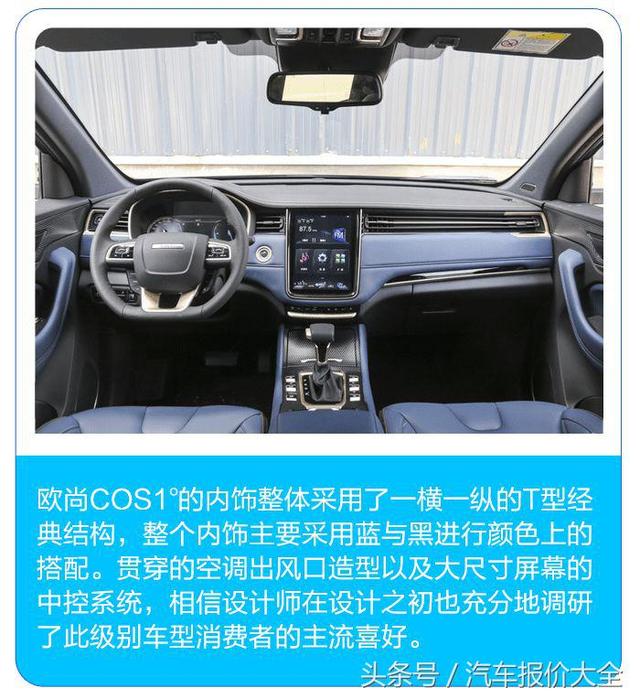 87.5
FM
欧尚COS1°的内饰整体采用了一横一纵的T型经
典结构，整个内饰主要采用蓝与黑进行颜色上的
搭配。贯穿的空调出风口造型以及大尺寸屏幕的
中控系统，相信设计师在设计之初也充分地调研
了此级别车型消费者的主流喜好。
头条号 / 汽车报价大全